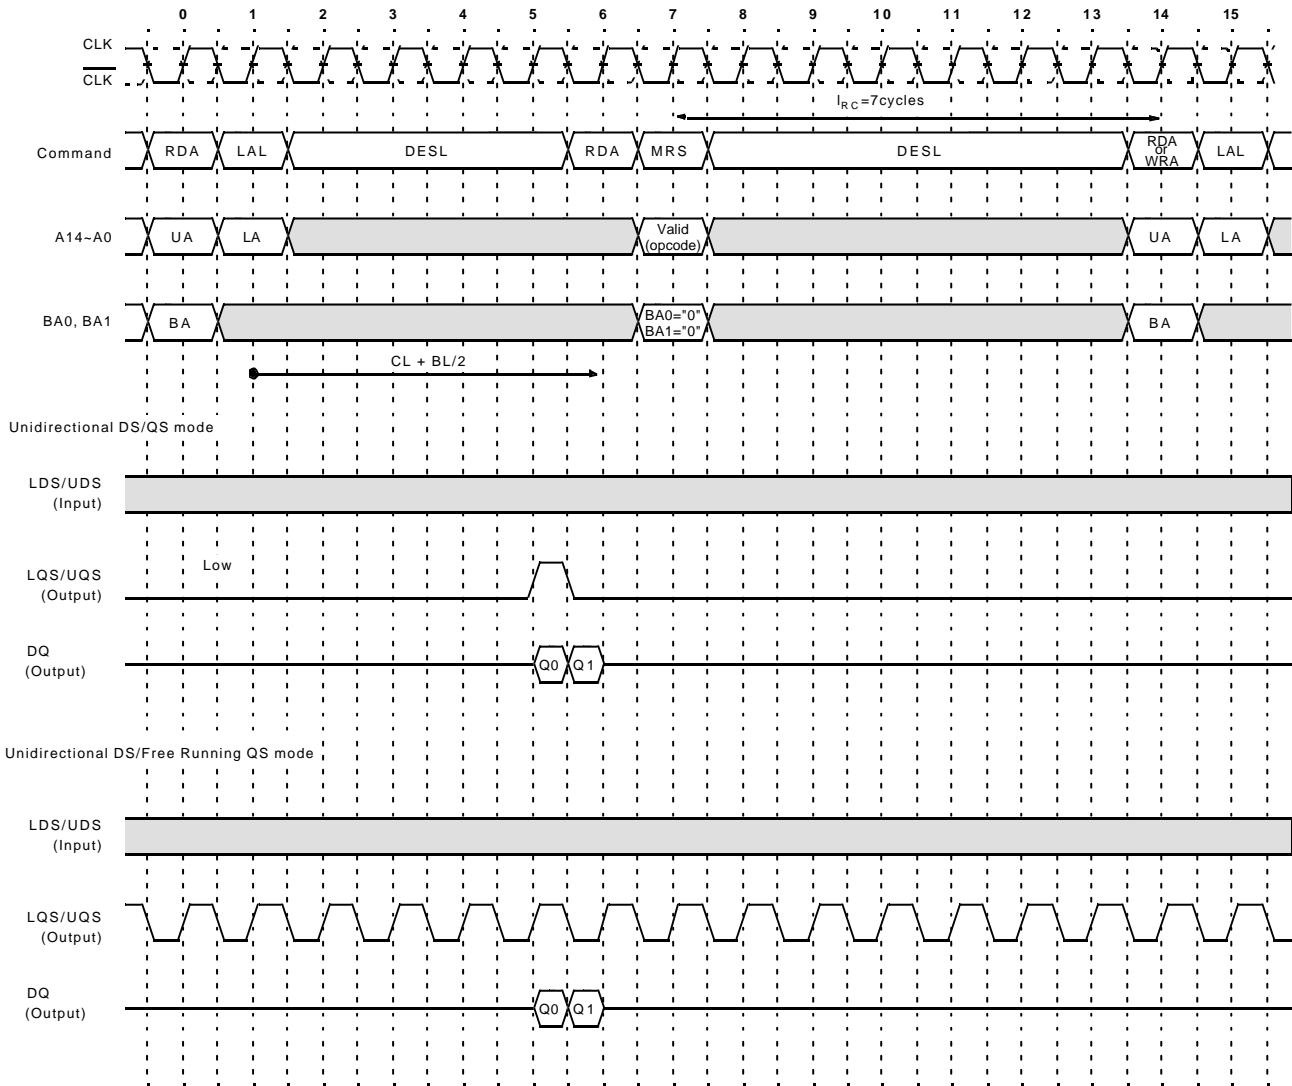 0 1 2 3 4 5 6 7 8 9 10 11 12 13 14 15
CLK
CLK
IRC=7cycles
Command RDA LAL DESL RDA MRS DESL RDA or WRA LAL
A14~A0 UA LA Valid (opcode) UA LA
BA0, BA1 BA BA0="0" BA1="0" BA
CL + BL/2
Unidirectional DS/QS mode
LDS/UDS
(Input)
Low
LQS/UQS
(Output)
DQ
(Output)
Q0 Q1
Unidirectional DS/Free Running QS mode
LDS/UDS
(Input)
LQS/UQS
(Output)
DQ
(Output)
Q0 Q1